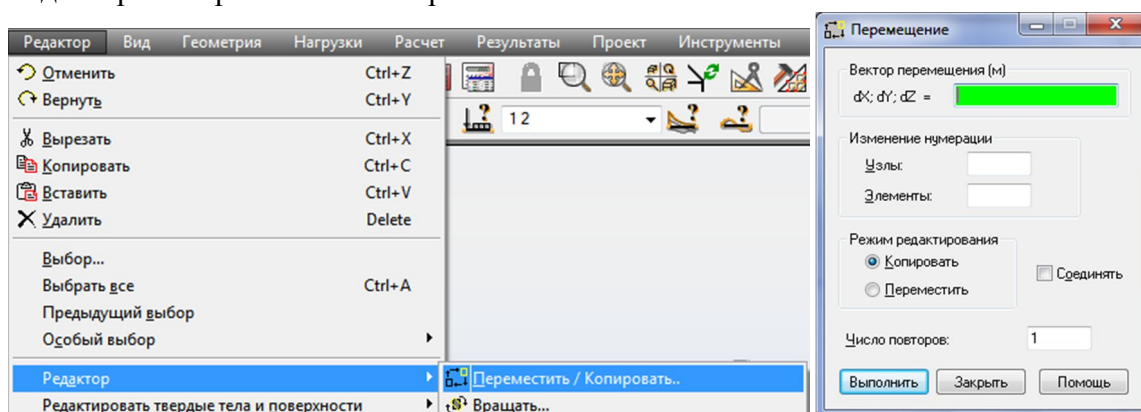 Редактор Вид Геометрия Нагрузки Расчет Результаты Проект Инструменты
Отменить Ctrl+Z
Вернуть Ctrl+Y
12
Вырезать Ctrl+X
Копировать Ctrl+C
Вставить Ctrl+V
Удалить Delete
Выбор...
Выбрать все Ctrl+A
Предыдущий выбор
Особый выбор
Редактор
Переместить / Копировать..
Редактировать твердые тела и поверхности
Вращать...
Перемещение
Вектор перемещения (м)
dX; dY; dZ =
Изменение нумерации
Узлы:
Элементы:
Режим редактирования
Копировать
Переместить
Соединять
Число повторов: 1
Выполнить Закрыть Помощь